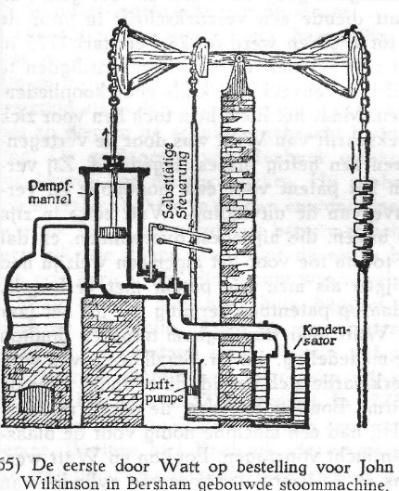 Dampf-
mantel
Selbsttätige
Steuerung
Luft-
pumpe
Konden-
sator
65) De eerste door Watt op bestelling voor John
Wilkinson in Bersham gebouwde stoommachine.